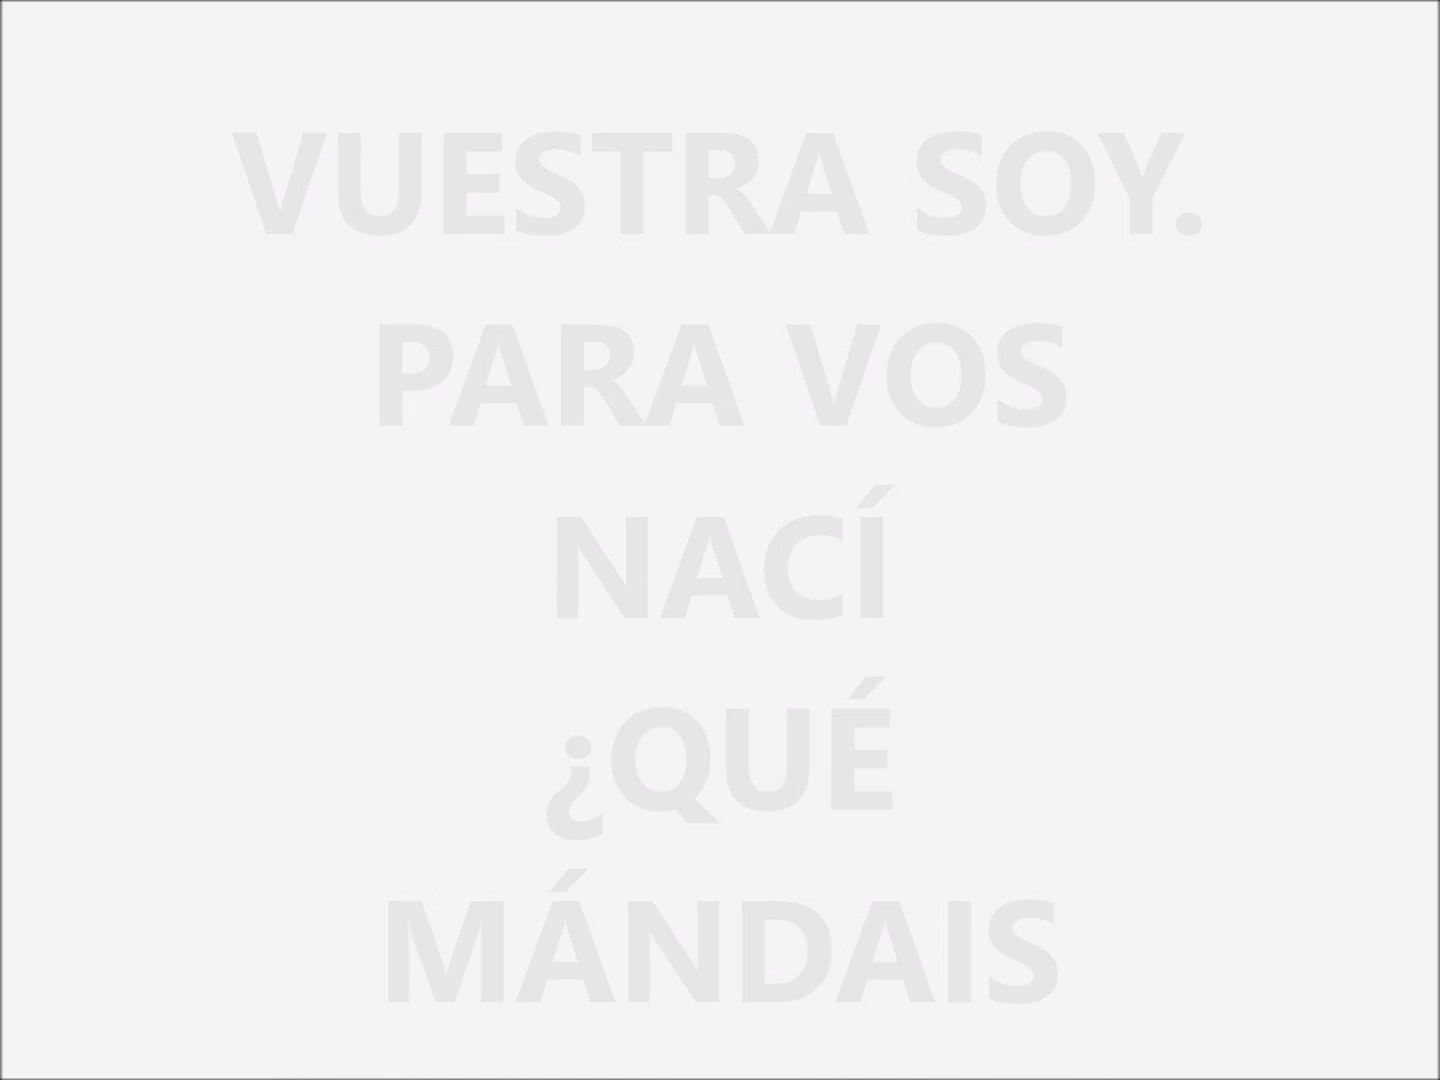 VUESTRA SOY.
PARA VOS
NACÍ
¿QUÉ
MÁNDAIS